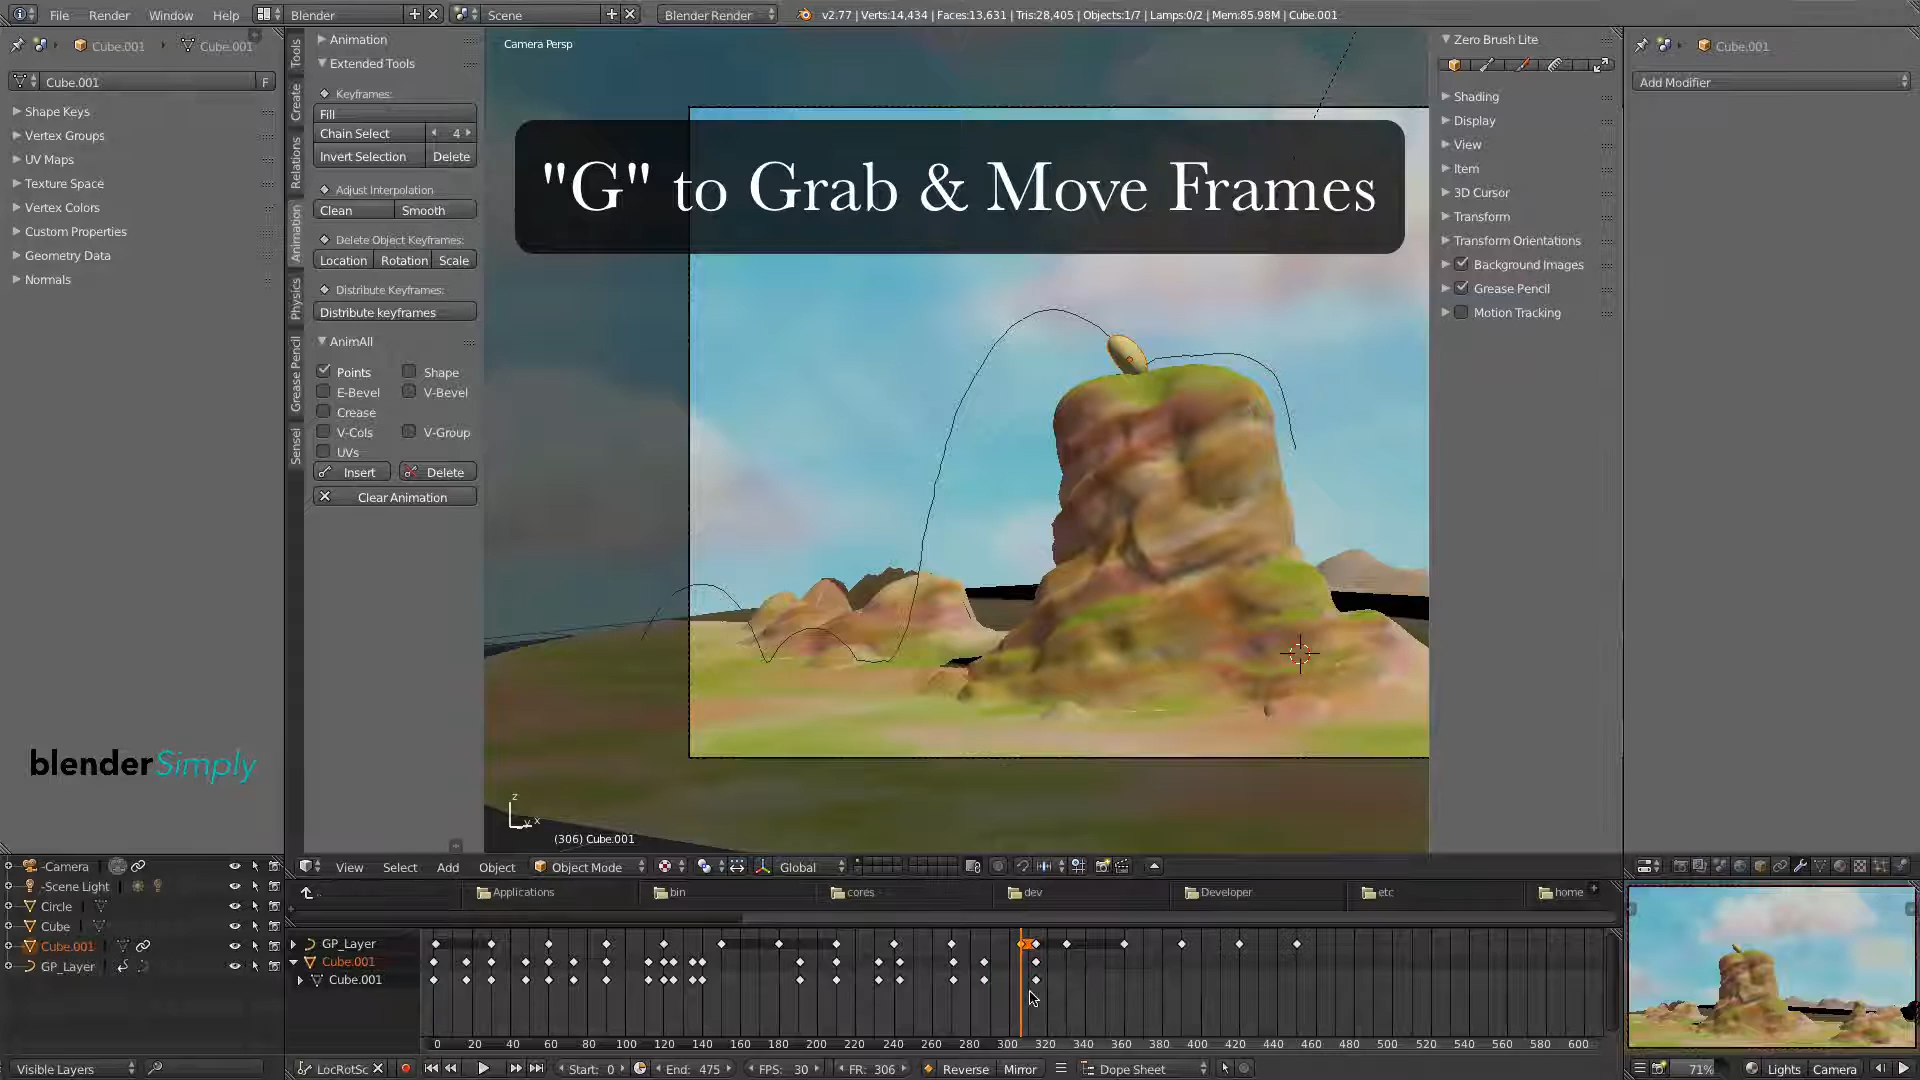 File Render Window Help Blender Scene Blender Render v2.77 | Verts:14,434 | Faces:13,631 | Tris:28,405 | Objects:1/7 | Lamps:0/2 | Mem:85.98M | Cube.001
Cube.001 Cube.001
Cube.001 F
Shape Keys
Vertex Groups
UV Maps
Texture Space
Vertex Colors
Custom Properties
Geometry Data
Normals
blenderSimply
Tools
Create
Relations
Animation
Physics
Grease Pencil
Sensei
Animation
Extended Tools
Keyframes:
Fill
Chain Select 4
Invert Selection Delete
Adjust Interpolation
Clean Smooth
Delete Object Keyframes:
Location Rotation Scale
Distribute Keyframes:
Distribute keyframes
AnimAll
Points Shape
E-Bevel V-Bevel
Crease
V-Cols V-Group
UVs
Insert Delete
Clear Animation
Camera Persp
"G" to Grab & Move Frames
z
y x
(306) Cube.001
Zero Brush Lite
Shading
Display
View
Item
3D Cursor
Transform
Transform Orientations
Background Images
Grease Pencil
Motion Tracking
Cube.001
Add Modifier
View Select Add Object Object Mode Global
..
Applications bin cores dev Developer etc home
-Camera
-Scene Light
Circle
Cube
Cube.001
GP_Layer
GP_Layer
Cube.001
Cube.001
0 20 40 60 80 100 120 140 160 180 200 220 240 260 280 300 320 340 360 380 400 420 440 460 480 500 520 540 560 580 600
Visible Layers LocRotSc Start: 0 End: 475 FPS: 30 FR: 306 Reverse Mirror Dope Sheet 71% Lights Camera